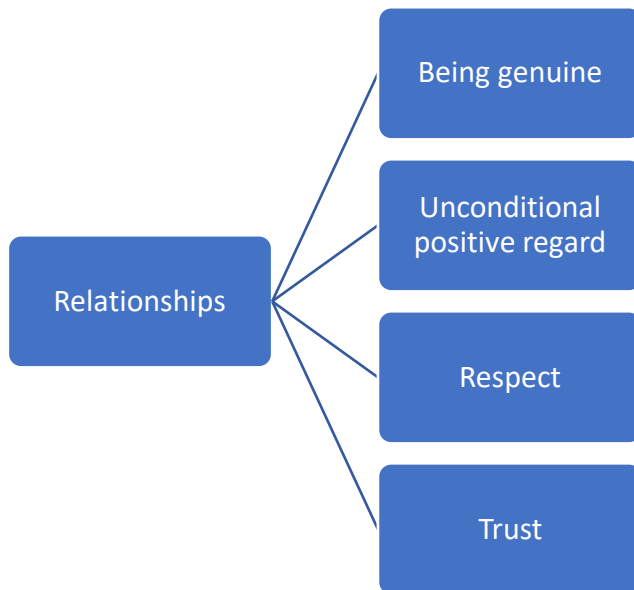 Being genuine
Unconditional
positive regard
Relationships
Respect
Trust